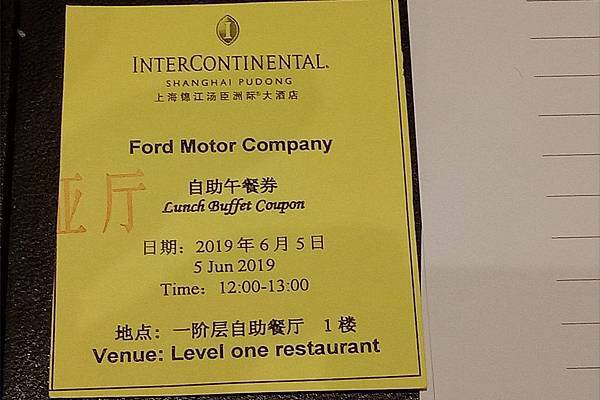 INTERCONTINENTAL®
SHANGHAI PUDONG
上海锦江汤臣洲际®大酒店
Ford Motor Company
自助午餐券
Lunch Buffet Coupon
亚厅
日期：2019年6月5日
5 Jun 2019
Time：12:00-13:00
地点：一阶层自助餐厅 1楼
Venue: Level one restaurant